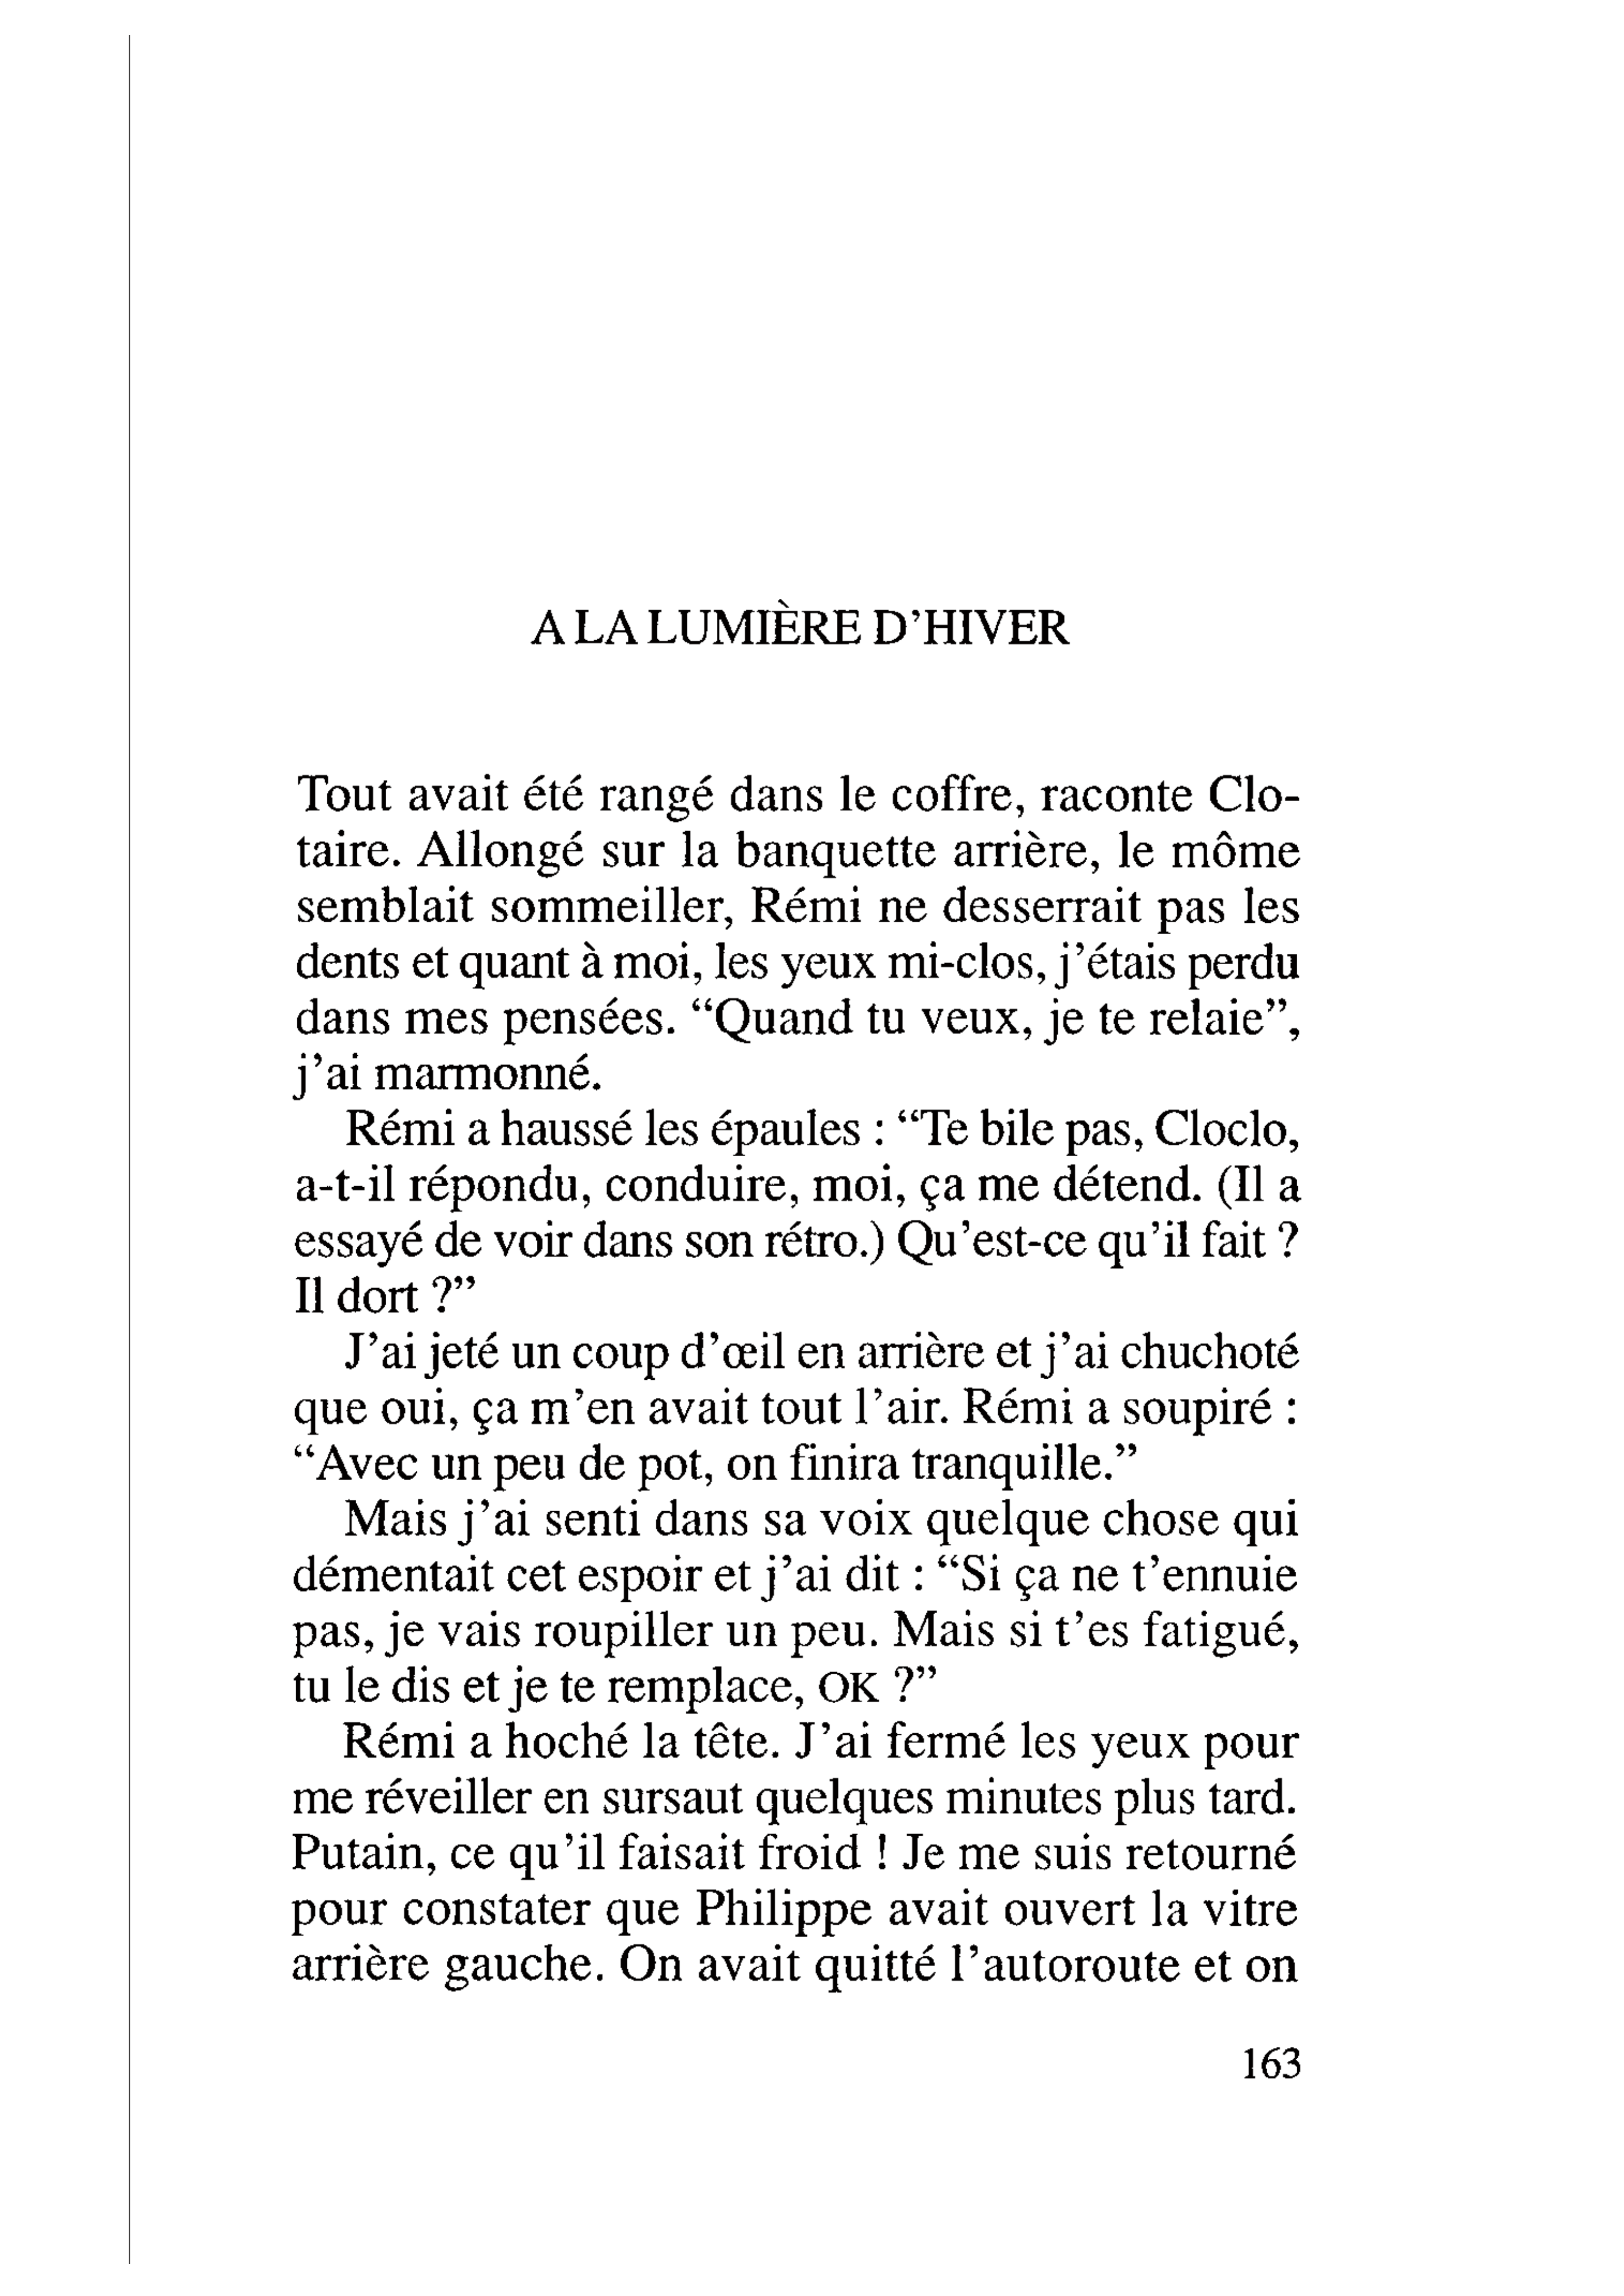 A LA LUMIÈRE D’HIVER
Tout avait été rangé dans le coffre, raconte Clo-
taire. Allongé sur la banquette arrière, le môme
semblait sommeiller, Rémi ne desserrait pas les
dents et quant à moi, les yeux mi-clos, j’étais perdu
dans mes pensées. “Quand tu veux, je te relaie”,
j’ai marmonné.
Rémi a haussé les épaules : “Te bile pas, Cloclo,
a-t-il répondu, conduire, moi, ça me détend. (Il a
essayé de voir dans son rétro.) Qu’est-ce qu’il fait ?
Il dort ?”
J’ai jeté un coup d’œil en arrière et j’ai chuchoté
que oui, ça m’en avait tout l’air. Rémi a soupiré :
“Avec un peu de pot, on finira tranquille.”
Mais j’ai senti dans sa voix quelque chose qui
démentait cet espoir et j’ai dit : “Si ça ne t’ennuie
pas, je vais roupiller un peu. Mais si t’es fatigué,
tu le dis et je te remplace, OK ?”
Rémi a hoché la tête. J’ai fermé les yeux pour
me réveiller en sursaut quelques minutes plus tard.
Putain, ce qu’il faisait froid ! Je me suis retourné
pour constater que Philippe avait ouvert la vitre
arrière gauche. On avait quitté l’autoroute et on
163